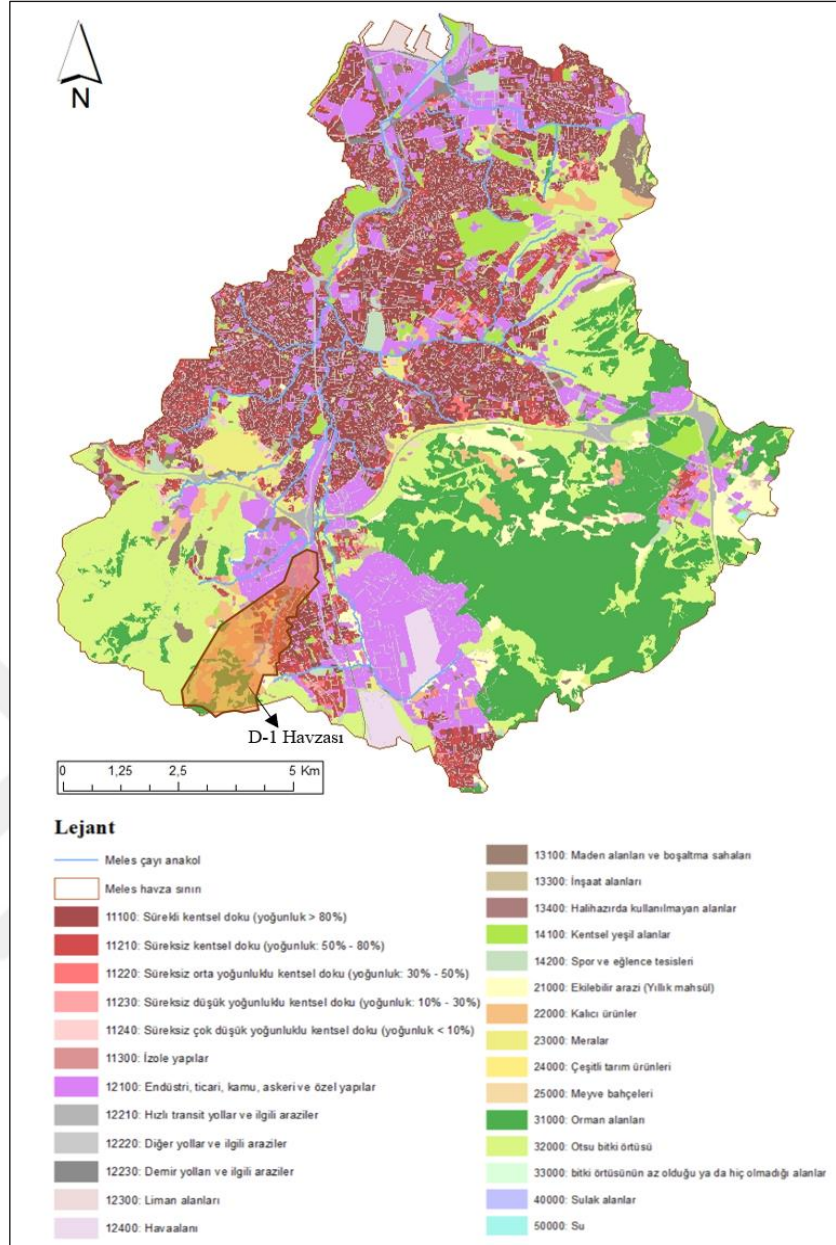 N
D-1 Havzası
0 1,25 2,5 5 Km
Lejant
Meles çayı anakol
Meles havza sınırı
11100: Sürekli kentsel doku (yoğunluk > 80%)
11210: Süreksiz kentsel doku (yoğunluk: 50% - 80%)
11220: Süreksiz orta yoğunluklu kentsel doku (yoğunluk: 30% - 50%)
11230: Süreksiz düşük yoğunluklu kentsel doku (yoğunluk: 10% - 30%)
11240: Süreksiz çok düşük yoğunluklu kentsel doku (yoğunluk < 10%)
11300: İzole yapılar
12100: Endüstri, ticari, kamu, askeri ve özel yapılar
12210: Hızlı transit yollar ve ilgili araziler
12220: Diğer yollar ve ilgili araziler
12230: Demir yolları ve ilgili araziler
12300: Liman alanları
12400: Havaalanı
13100: Maden alanları ve boşaltma sahaları
13300: İnşaat alanları
13400: Halihazırda kullanılmayan alanlar
14100: Kentsel yeşil alanlar
14200: Spor ve eğlence tesisleri
21000: Ekilebilir arazi (Yıllık mahsül)
22000: Kalıcı ürünler
23000: Meralar
24000: Çeşitli tarım ürünleri
25000: Meyve bahçeleri
31000: Orman alanları
32000: Otsu bitki örtüsü
33000: bitki örtüsünün az olduğu ya da hiç olmadığı alanlar
40000: Sulak alanlar
50000: Su